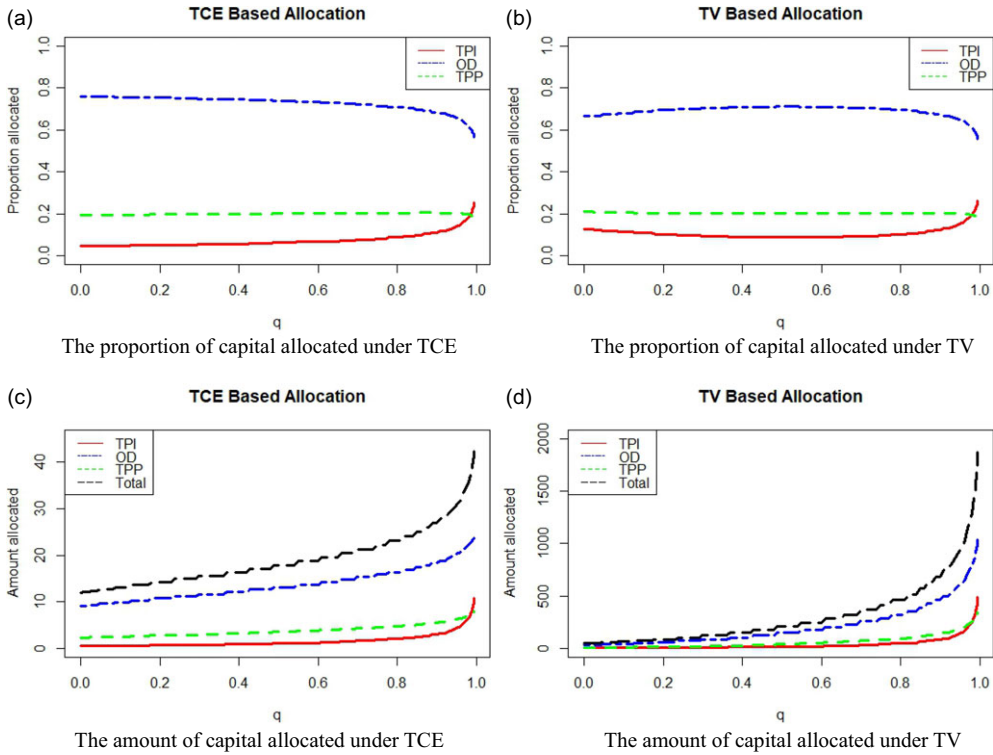 (a)
TCE Based Allocation
TPI
OD
TPP
Proportion allocated
0.0 0.2 0.4 0.6 0.8 1.0
0.0 0.2 0.4 0.6 0.8 1.0
q
The proportion of capital allocated under TCE
(b)
TV Based Allocation
TPI
OD
TPP
Proportion allocated
0.0 0.2 0.4 0.6 0.8 1.0
0.0 0.2 0.4 0.6 0.8 1.0
q
The proportion of capital allocated under TV
(c)
TCE Based Allocation
TPI
OD
TPP
Total
Amount allocated
0 10 20 30 40
0.0 0.2 0.4 0.6 0.8 1.0
q
The amount of capital allocated under TCE
(d)
TV Based Allocation
TPI
OD
TPP
Total
Amount allocated
0 500 1000 1500 2000
0.0 0.2 0.4 0.6 0.8 1.0
q
The amount of capital allocated under TV